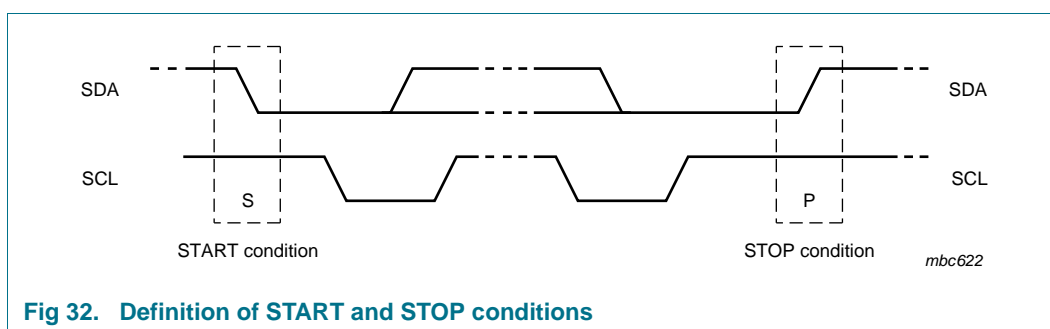 SDA
SDA
SCL
SCL
S
P
START condition
STOP condition
mbc622
Fig 32. Definition of START and STOP conditions